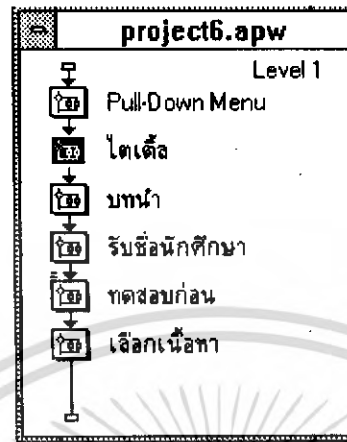 project6.apw
Level 1
Pull-Down Menu
ไตเติ้ล
บทนำ
รับชื่อนักศึกษา
ทดสอบก่อน
เลือกเนื้อหา